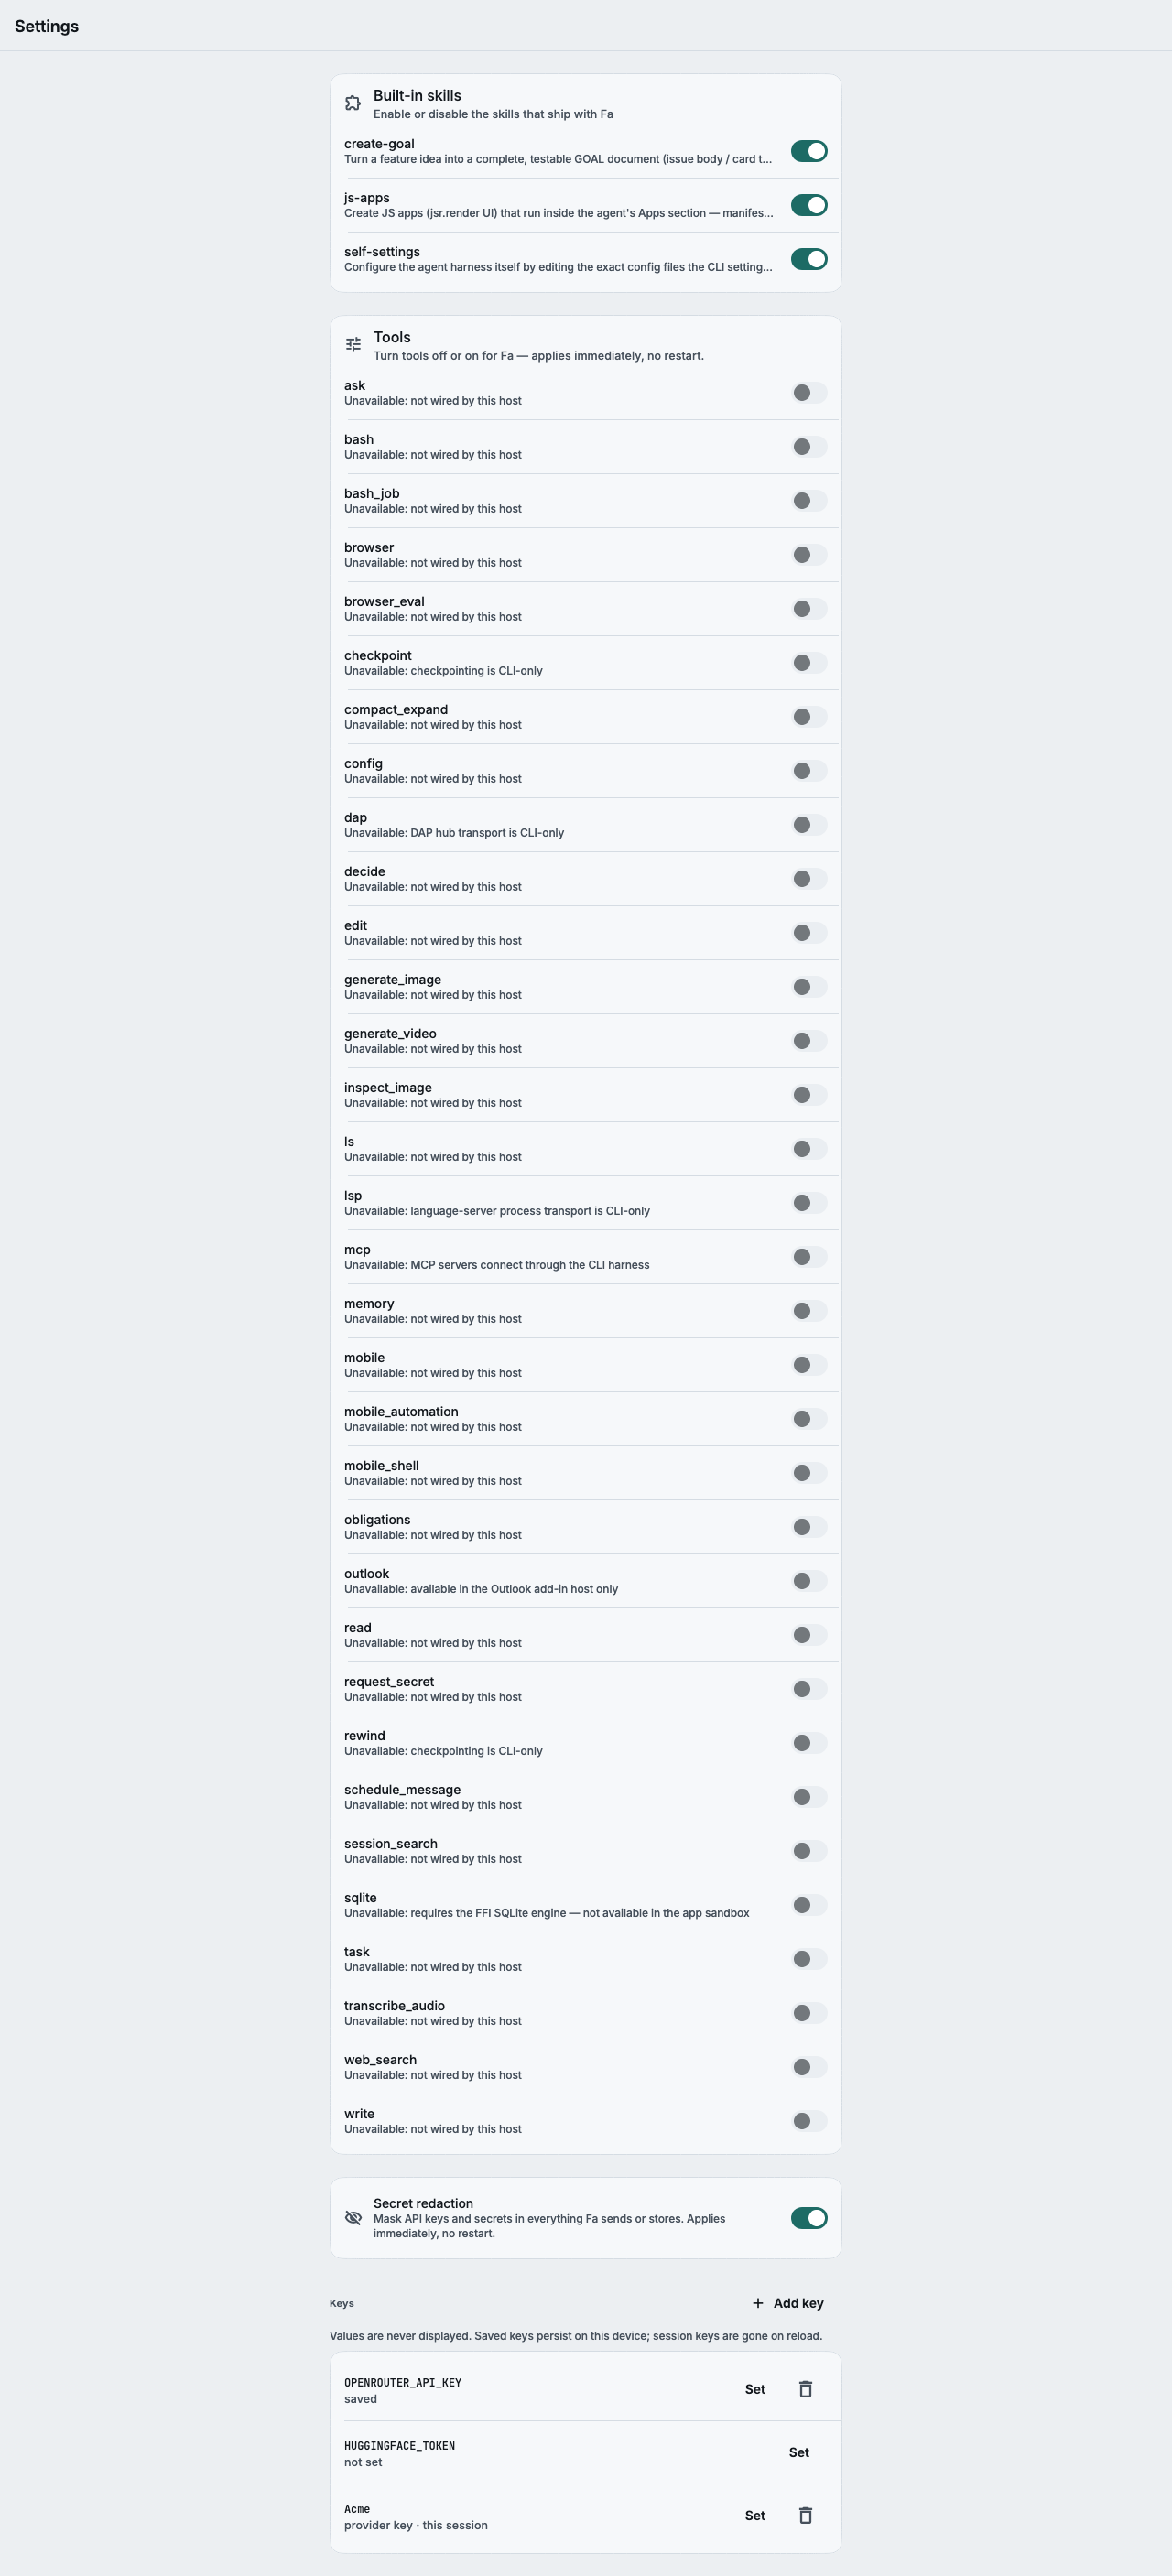 Settings
Built-in skills
Enable or disable the skills that ship with Fa
create-goal
Turn a feature idea into a complete, testable GOAL document (issue body / card t...
js-apps
Create JS apps (jsr.render UI) that run inside the agent's Apps section — manifes...
self-settings
Configure the agent harness itself by editing the exact config files the CLI setting...
Tools
Turn tools off or on for Fa — applies immediately, no restart.
ask
Unavailable: not wired by this host
bash
Unavailable: not wired by this host
bash_job
Unavailable: not wired by this host
browser
Unavailable: not wired by this host
browser_eval
Unavailable: not wired by this host
checkpoint
Unavailable: checkpointing is CLI-only
compact_expand
Unavailable: not wired by this host
config
Unavailable: not wired by this host
dap
Unavailable: DAP hub transport is CLI-only
decide
Unavailable: not wired by this host
edit
Unavailable: not wired by this host
generate_image
Unavailable: not wired by this host
generate_video
Unavailable: not wired by this host
inspect_image
Unavailable: not wired by this host
ls
Unavailable: not wired by this host
lsp
Unavailable: language-server process transport is CLI-only
mcp
Unavailable: MCP servers connect through the CLI harness
memory
Unavailable: not wired by this host
mobile
Unavailable: not wired by this host
mobile_automation
Unavailable: not wired by this host
mobile_shell
Unavailable: not wired by this host
obligations
Unavailable: not wired by this host
outlook
Unavailable: available in the Outlook add-in host only
read
Unavailable: not wired by this host
request_secret
Unavailable: not wired by this host
rewind
Unavailable: checkpointing is CLI-only
schedule_message
Unavailable: not wired by this host
session_search
Unavailable: not wired by this host
sqlite
Unavailable: requires the FFI SQLite engine — not available in the app sandbox
task
Unavailable: not wired by this host
transcribe_audio
Unavailable: not wired by this host
web_search
Unavailable: not wired by this host
write
Unavailable: not wired by this host
Secret redaction
Mask API keys and secrets in everything Fa sends or stores. Applies
immediately, no restart.
Keys
+ Add key
Values are never displayed. Saved keys persist on this device; session keys are gone on reload.
OPENROUTER_API_KEY
saved
Set
HUGGINGFACE_TOKEN
not set
Set
Acme
provider key · this session
Set